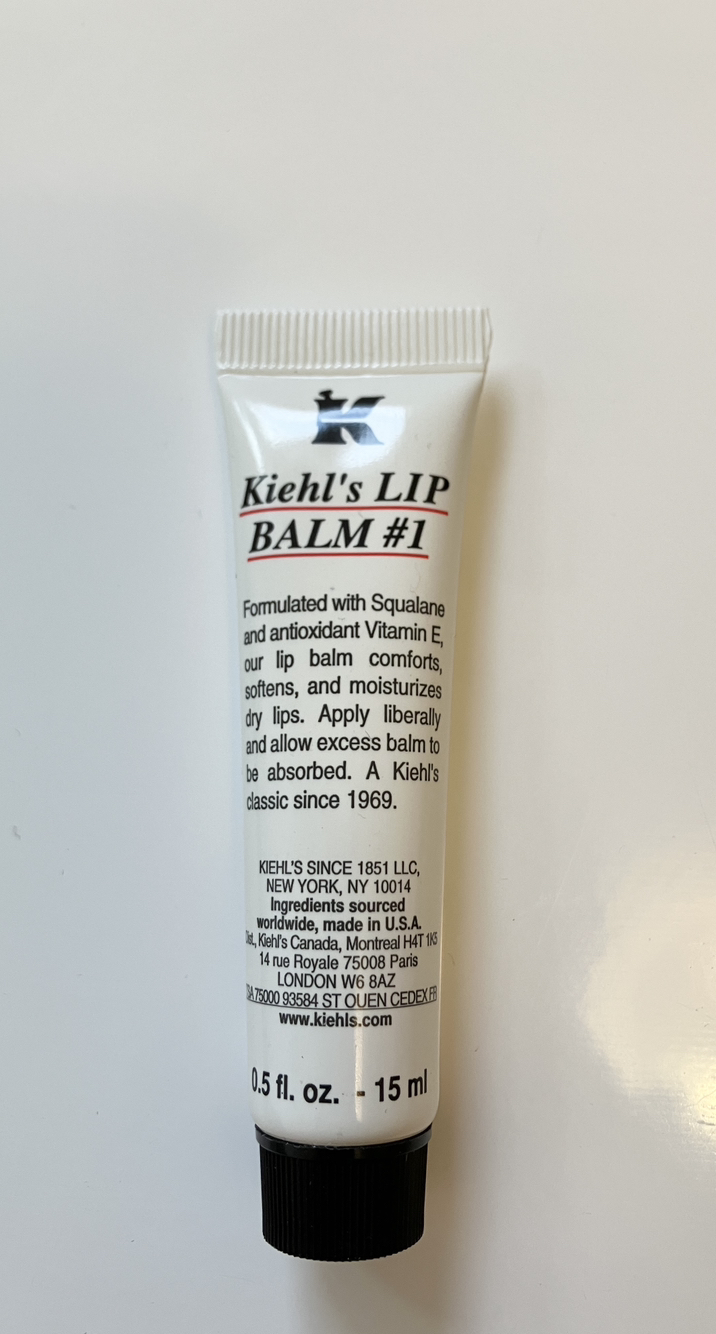 K
Kiehl's LIP
BALM #1
Formulated with Squalane
and antioxidant Vitamin E,
our lip balm comforts,
softens, and moisturizes
dry lips. Apply liberally
and allow excess balm to
be absorbed. A Kiehl's
classic since 1969.
KIEHL'S SINCE 1851 LLC,
NEW YORK, NY 10014
Ingredients sourced
worldwide, made in U.S.A.
Kiehl's Canada, Montreal H4T 1K5
14 rue Royale 75008 Paris
LONDON W6 8AZ
75000 93584 ST OUEN CEDEX FR
www.kiehls.com
0.5 fl. oz. - 15 ml